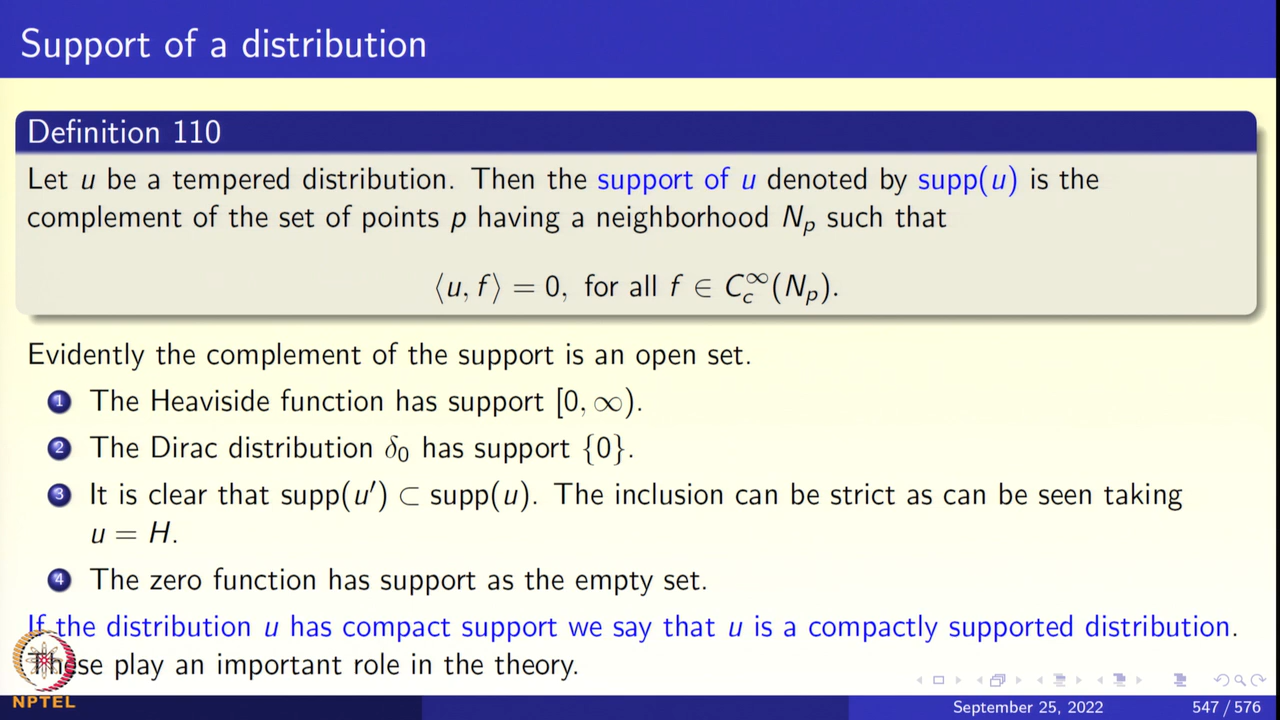 Support of a distribution
Definition 110
Let u be a tempered distribution. Then the support of u denoted by supp(u) is the
complement of the set of points p having a neighborhood Nₚ such that
⟨u, f⟩ = 0, for all f ∈ C_c^∞(Nₚ).
Evidently the complement of the support is an open set.
1 The Heaviside function has support [0, ∞).
2 The Dirac distribution δ₀ has support {0}.
3 It is clear that supp(u′) ⊂ supp(u). The inclusion can be strict as can be seen taking
u = H.
4 The zero function has support as the empty set.
If the distribution u has compact support we say that u is a compactly supported distribution.
These play an important role in the theory.
NPTEL
September 25, 2022 547 / 576